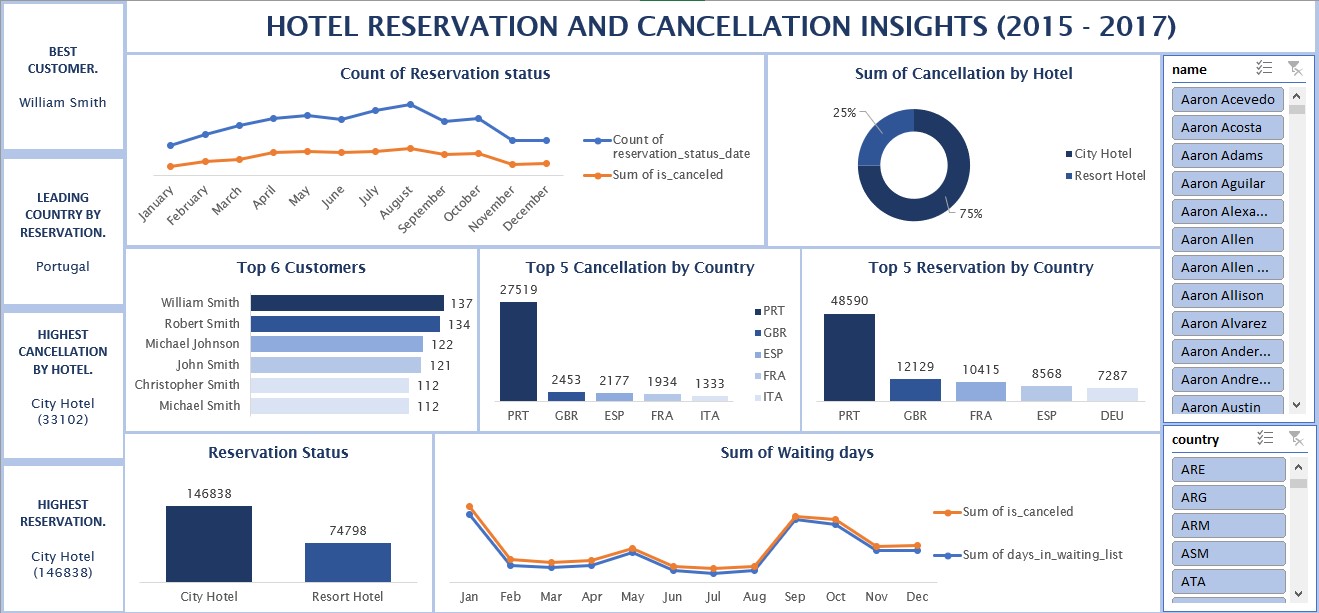 HOTEL RESERVATION AND CANCELLATION INSIGHTS (2015 - 2017)
BEST
CUSTOMER.
William Smith
LEADING
COUNTRY BY
RESERVATION.
Portugal
HIGHEST
CANCELLATION
BY HOTEL.
City Hotel
(33102)
HIGHEST
RESERVATION.
City Hotel
(146838)
Count of Reservation status
January
February
March
April
May
June
July
August
September
October
November
December
Count of
reservation_status_date
Sum of is_canceled
Sum of Cancellation by Hotel
25%
75%
City Hotel
Resort Hotel
Top 6 Customers
William Smith 137
Robert Smith 134
Michael Johnson 122
John Smith 121
Christopher Smith 112
Michael Smith 112
Top 5 Cancellation by Country
27519
2453 2177 1934 1333
PRT GBR ESP FRA ITA
PRT
GBR
ESP
FRA
ITA
Top 5 Reservation by Country
48590
12129 10415 8568 7287
PRT GBR FRA ESP DEU
Reservation Status
146838
74798
City Hotel Resort Hotel
Sum of Waiting days
Jan Feb Mar Apr May Jun Jul Aug Sep Oct Nov Dec
Sum of is_canceled
Sum of days_in_waiting_list
name
Aaron Acevedo
Aaron Acosta
Aaron Adams
Aaron Aguilar
Aaron Alexa...
Aaron Allen
Aaron Allen ...
Aaron Allison
Aaron Alvarez
Aaron Ander...
Aaron Andre...
Aaron Austin
country
ARE
ARG
ARM
ASM
ATA